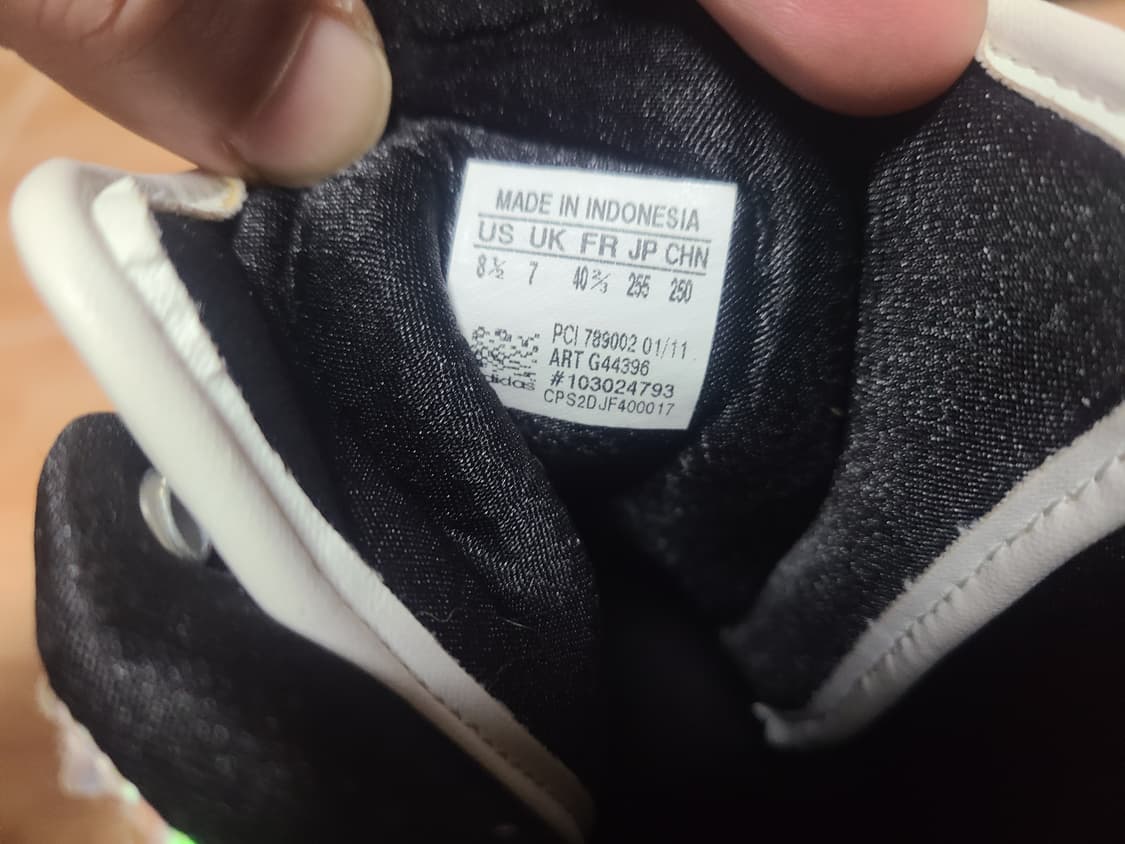 MADE IN INDONESIA
US UK FR JP CHN
8½ 7 40⅔ 255 250
PCI 789002 01/11
ART G44396
#103024793
adidas
CPS2DJF400017